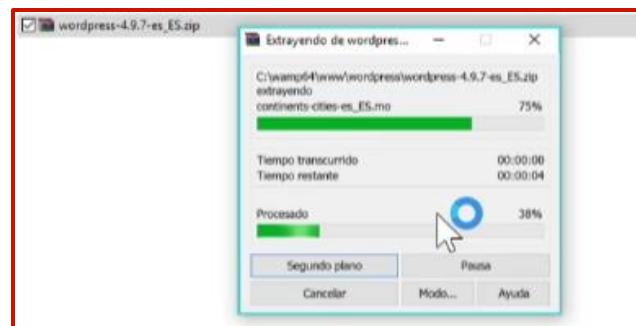 wordpress-4.9.7-es_ES.zip
Extrayendo de wordpres...
C:\wamp64\www\wordpress\wordpress-4.9.7-es_ES.zip
extrayendo
continents-cities-es_ES.mo 75%
Tiempo transcurrido 00:00:00
Tiempo restante 00:00:04
Procesado 38%
Segundo plano Pausa
Cancelar Modo... Ayuda